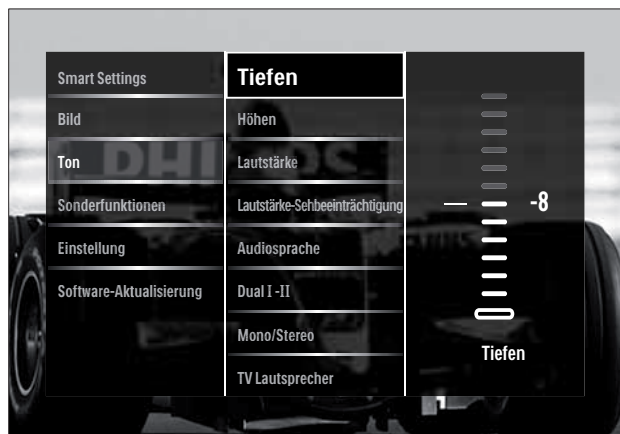 Smart Settings
Bild
Ton
Sonderfunktionen
Einstellung
Software-Aktualisierung
Tiefen
Höhen
Lautstärke
Lautstärke-Sehbeeinträchtigung
Audiosprache
Dual I -II
Mono/Stereo
TV Lautsprecher
-8
Tiefen